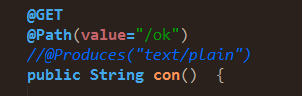 @GET
@Path(value="/ok")
//@Produces("text/plain")
public String con()  {